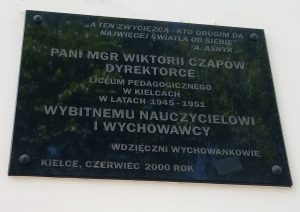 „A TEN ZWYCIĘZCĄ - KTO DRUGIM DA
NAJWIĘCEJ ŚWIATŁA OD SIEBIE”
A. ASNYK
PANI MGR WIKTORII CZAPÓW
DYREKTORCE
LICEUM PEDAGOGICZNEGO
W KIELCACH
W LATACH 1945 - 1951
WYBITNEMU NAUCZYCIELOWI
I WYCHOWAWCY
WDZIĘCZNI WYCHOWANKOWIE
KIELCE, CZERWIEC 2000 ROK